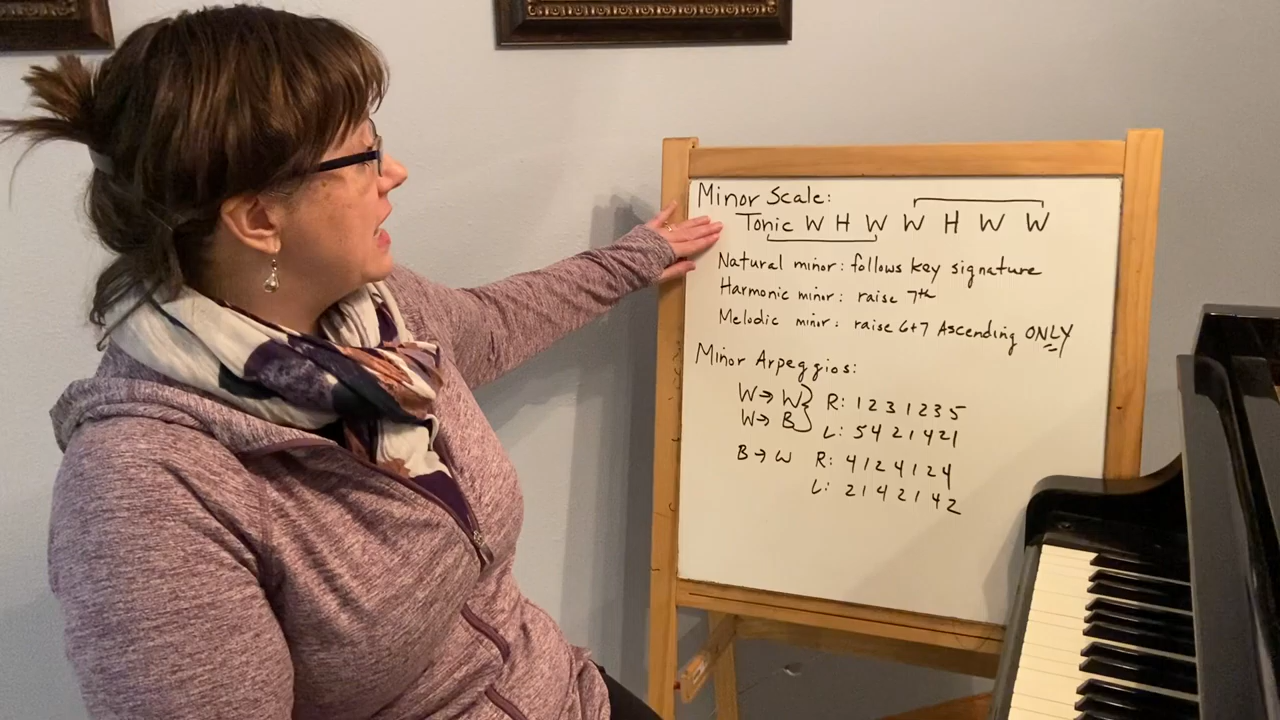 Minor Scale:
Tonic W H W W H W W
Natural minor: follows key signature
Harmonic minor: raise 7th
Melodic minor: raise 6+7 Ascending ONLY
Minor Arpeggios:
W→W } R: 1 2 3 1 2 3 5
W→B } L: 5 4 2 1 4 2 1
B→W R: 4 1 2 4 1 2 4
L: 2 1 4 2 1 4 2